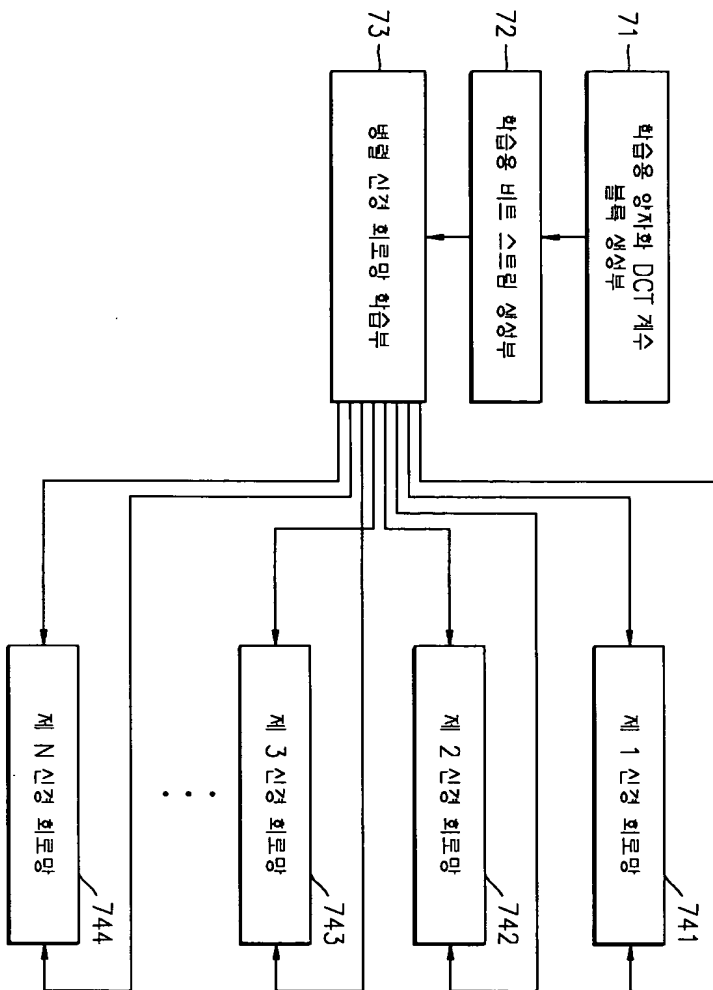 71
학습용 양자화 DCT 계수
블록 생성부
72
학습용 비트 스트림 생성부
73
병렬 신경 회로망 학습부
제 1 신경 회로망
741
제 2 신경 회로망
742
제 3 신경 회로망
743
제 N 신경 회로망
744